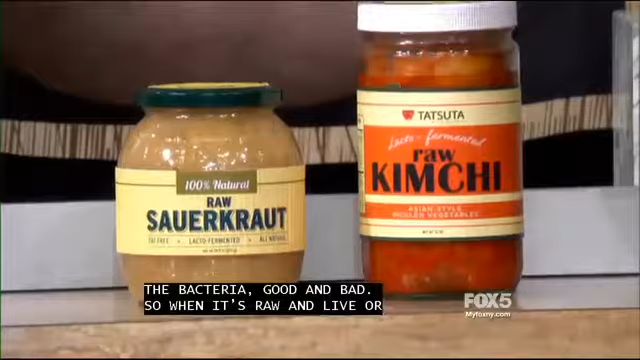 100% Natural
RAW
SAUERKRAUT
FAT FREE • LACTO-FERMENTED • ALL NATURAL
TATSUTA
Lacto-fermented
raw
KIMCHI
ASIAN STYLE
PICKLED VEGETABLES
THE BACTERIA, GOOD AND BAD.
SO WHEN IT'S RAW AND LIVE OR
FOX5
Myfoxny.com